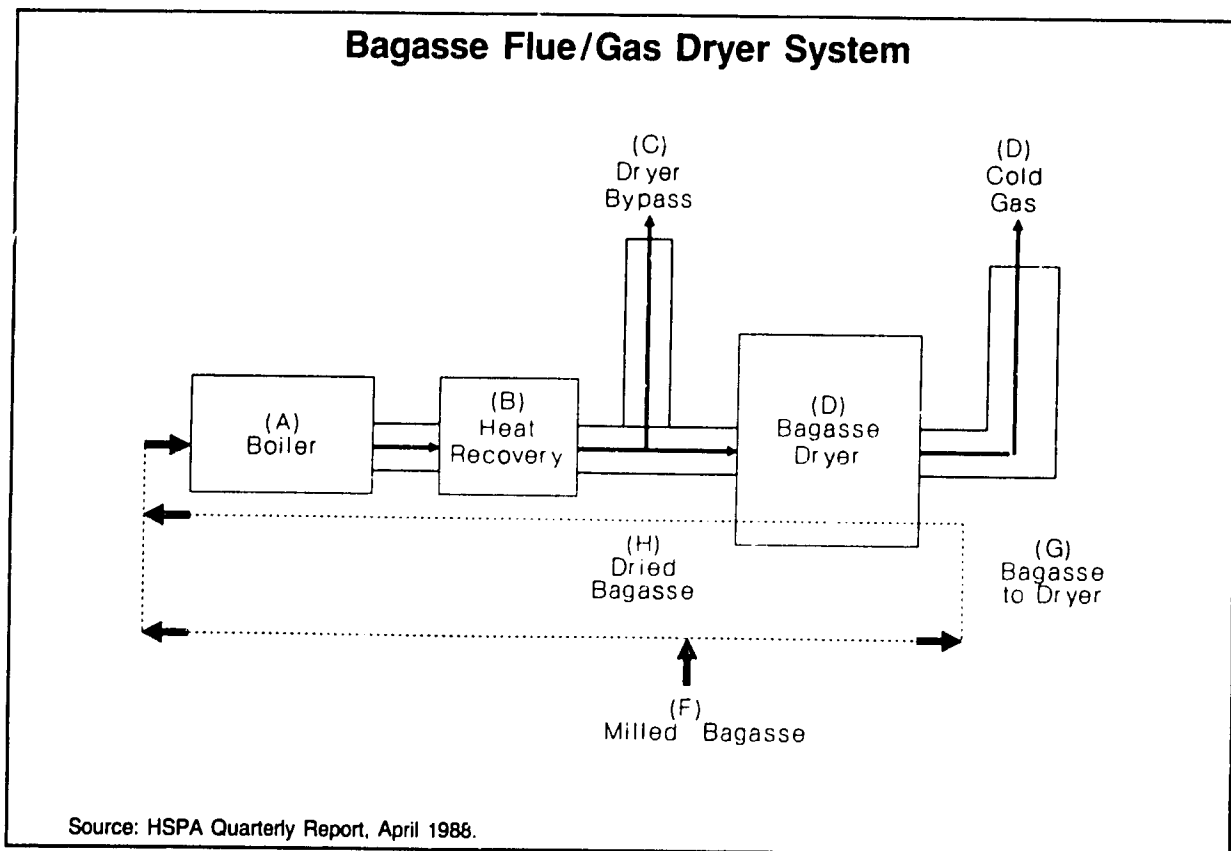 Bagasse Flue/Gas Dryer System
(C)
Dryer
Bypass
(D)
Cold
Gas
(A)
Boiler
(B)
Heat
Recovery
(D)
Bagasse
Dryer
(H)
Dried
Bagasse
(G)
Bagasse
to Dryer
(F)
Milled Bagasse
Source: HSPA Quarterly Report, April 1988.